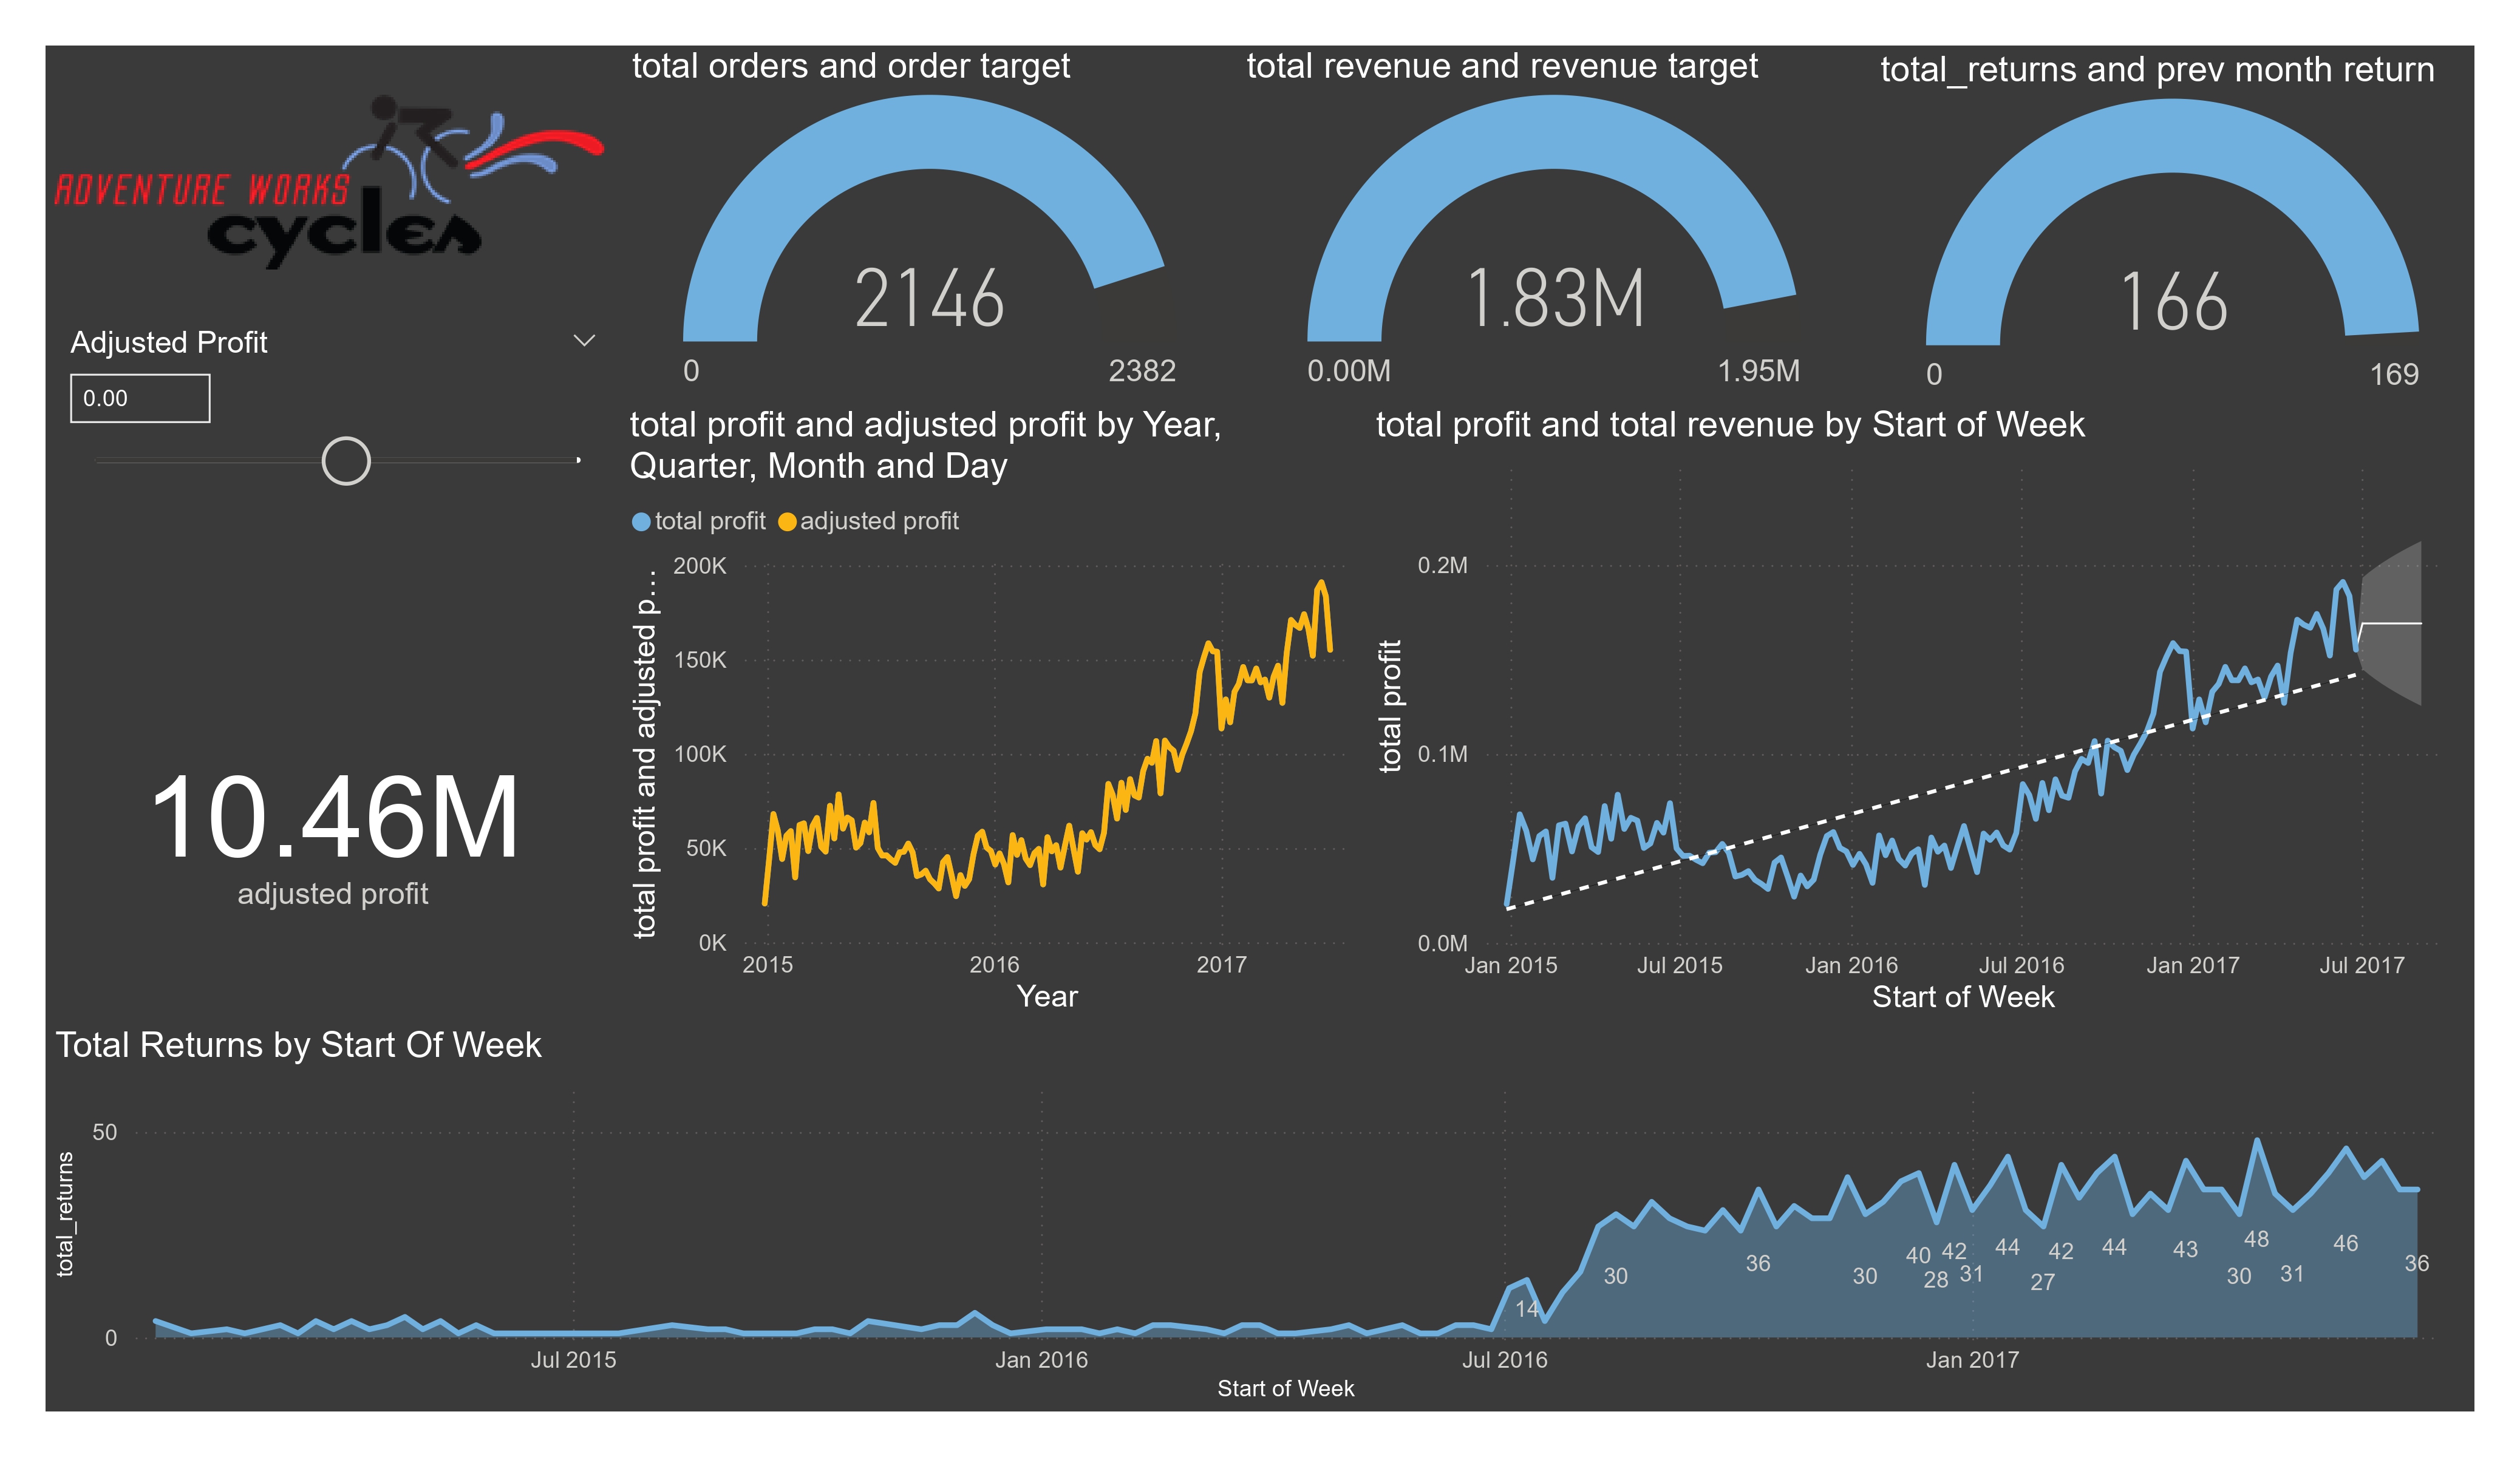 ADVENTURE WORKS
cycles
total orders and order target
2146
0
2382
total revenue and revenue target
1.83M
0.00M
1.95M
total_returns and prev month return
166
0
169
Adjusted Profit
0.00
10.46M
adjusted profit
total profit and adjusted profit by Year,
Quarter, Month and Day
total profit
adjusted profit
total profit and adjusted p...
200K
150K
100K
50K
0K
2015
2016
2017
Year
total profit and total revenue by Start of Week
total profit
0.2M
0.1M
0.0M
Jan 2015
Jul 2015
Jan 2016
Jul 2016
Jan 2017
Jul 2017
Start of Week
Total Returns by Start Of Week
total_returns
50
0
14
30
36
30
40
28
42
31
44
27
42
44
43
30
48
31
46
36
Jul 2015
Jan 2016
Jul 2016
Jan 2017
Start of Week